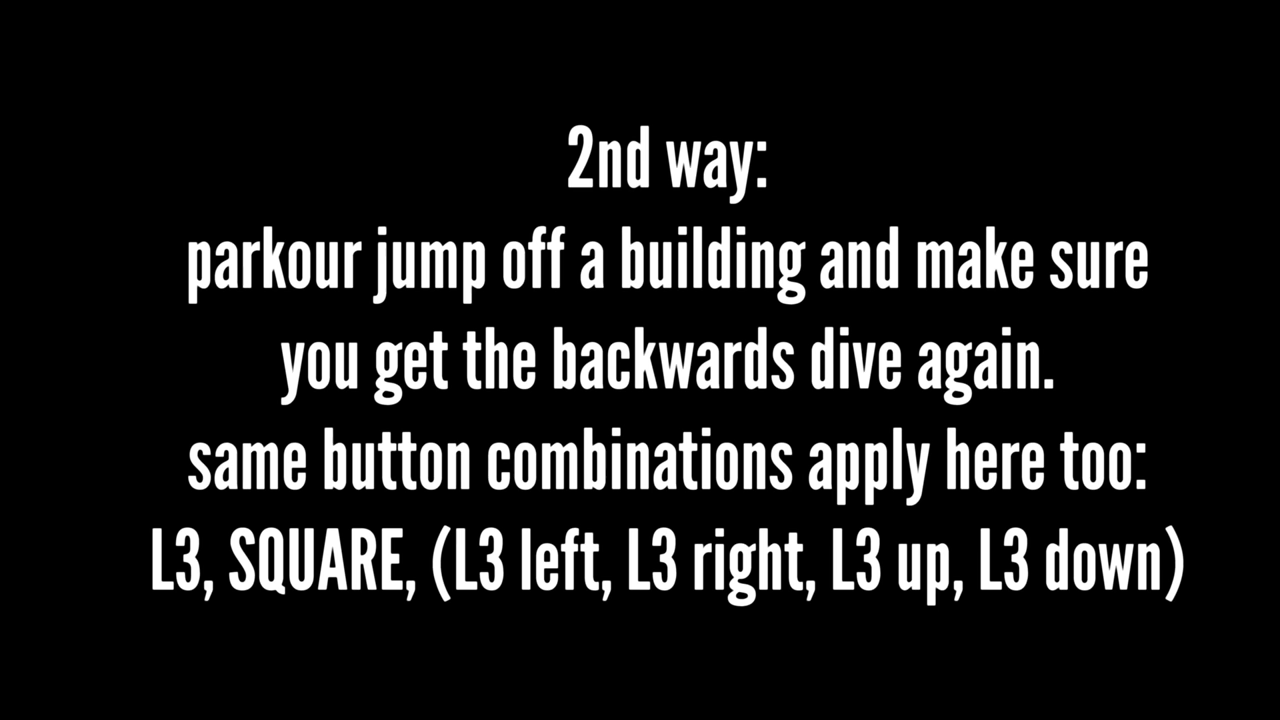 2nd way:
parkour jump off a building and make sure
you get the backwards dive again.
same button combinations apply here too:
L3, SQUARE, (L3 left, L3 right, L3 up, L3 down)